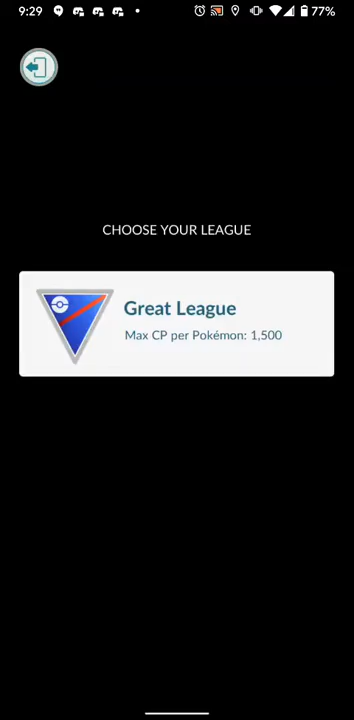 9:29
77%
CHOOSE YOUR LEAGUE
Great League
Max CP per Pokémon: 1,500